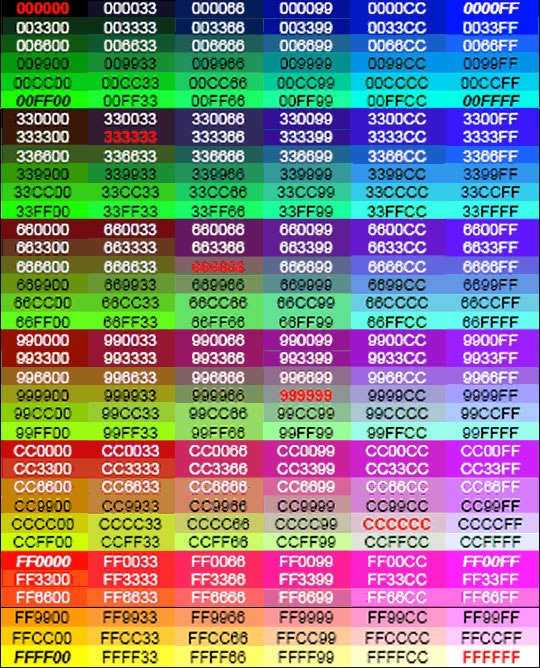 000000 000033 000066 000099 0000CC 0000FF
003300 003333 003366 003399 0033CC 0033FF
006600 006633 006666 006699 0066CC 0066FF
009900 009933 009966 009999 0099CC 0099FF
00CC00 00CC33 00CC66 00CC99 00CCCC 00CCFF
00FF00 00FF33 00FF66 00FF99 00FFCC 00FFFF
330000 330033 330066 330099 3300CC 3300FF
333300 333333 333366 333399 3333CC 3333FF
336600 336633 336666 336699 3366CC 3366FF
339900 339933 339966 339999 3399CC 3399FF
33CC00 33CC33 33CC66 33CC99 33CCCC 33CCFF
33FF00 33FF33 33FF66 33FF99 33FFCC 33FFFF
660000 660033 660066 660099 6600CC 6600FF
663300 663333 663366 663399 6633CC 6633FF
666600 666633 666666 666699 6666CC 6666FF
669900 669933 669966 669999 6699CC 6699FF
66CC00 66CC33 66CC66 66CC99 66CCCC 66CCFF
66FF00 66FF33 66FF66 66FF99 66FFCC 66FFFF
990000 990033 990066 990099 9900CC 9900FF
993300 993333 993366 993399 9933CC 9933FF
996600 996633 996666 996699 9966CC 9966FF
999900 999933 999966 999999 9999CC 9999FF
99CC00 99CC33 99CC66 99CC99 99CCCC 99CCFF
99FF00 99FF33 99FF66 99FF99 99FFCC 99FFFF
CC0000 CC0033 CC0066 CC0099 CC00CC CC00FF
CC3300 CC3333 CC3366 CC3399 CC33CC CC33FF
CC6600 CC6633 CC6666 CC6699 CC66CC CC66FF
CC9900 CC9933 CC9966 CC9999 CC99CC CC99FF
CCCC00 CCCC33 CCCC66 CCCC99 CCCCCC CCCCFF
CCFF00 CCFF33 CCFF66 CCFF99 CCFFCC CCFFFF
FF0000 FF0033 FF0066 FF0099 FF00CC FF00FF
FF3300 FF3333 FF3366 FF3399 FF33CC FF33FF
FF6600 FF6633 FF6666 FF6699 FF66CC FF66FF
FF9900 FF9933 FF9966 FF9999 FF99CC FF99FF
FFCC00 FFCC33 FFCC66 FFCC99 FFCCCC FFCCFF
FFFF00 FFFF33 FFFF66 FFFF99 FFFFCC FFFFFF